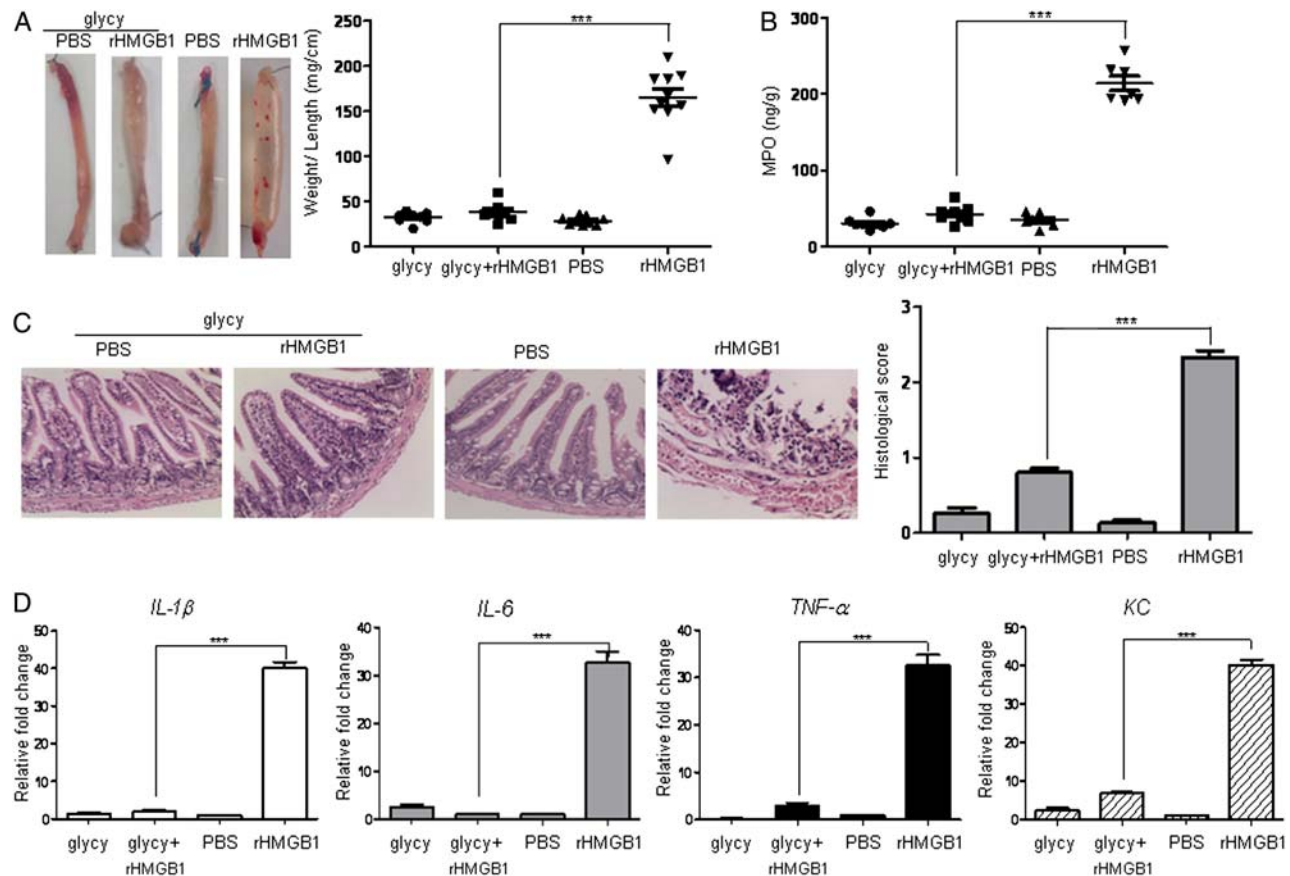 A
glycy
PBS rHMGB1 PBS rHMGB1
Weight/ Length (mg/cm)
250
200
150
100
50
0
***
glycy glycy+rHMGB1 PBS rHMGB1
B
MPO (ng/g)
300
200
100
0
***
glycy glycy+rHMGB1 PBS rHMGB1
C
glycy
PBS rHMGB1 PBS rHMGB1
Histological score
3
2
1
0
***
glycy glycy+rHMGB1 PBS rHMGB1
D
IL-1β
Relative fold change
50
40
30
20
10
0
***
glycy glycy+ PBS rHMGB1
rHMGB1
IL-6
Relative fold change
40
30
20
10
0
***
glycy glycy+ PBS rHMGB1
rHMGB1
TNF-α
Relative fold change
40
30
20
10
0
***
glycy glycy+ PBS rHMGB1
rHMGB1
KC
Relative fold change
50
40
30
20
10
0
***
glycy glycy+ PBS rHMGB1
rHMGB1